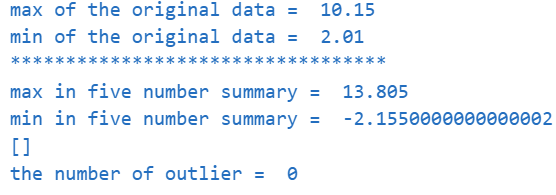 max of the original data =  10.15
min of the original data =  2.01
**********************************
max in five number summary =  13.805
min in five number summary =  -2.1550000000000002
[]
the number of outlier =  0